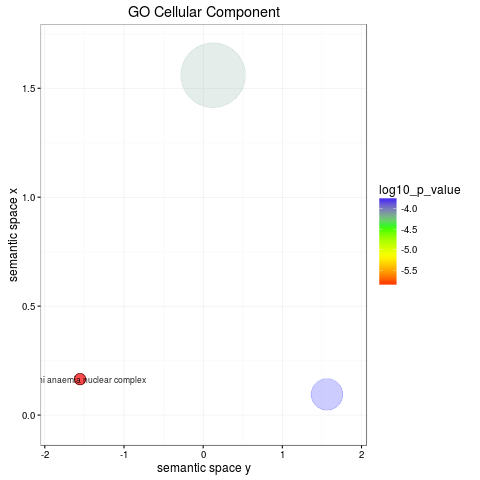 GO Cellular Component
1.5
1.0
0.5
0.0
-2
-1
0
1
2
semantic space y
semantic space x
anaemia nuclear complex
log10_p_value
-4.0
-4.5
-5.0
-5.5